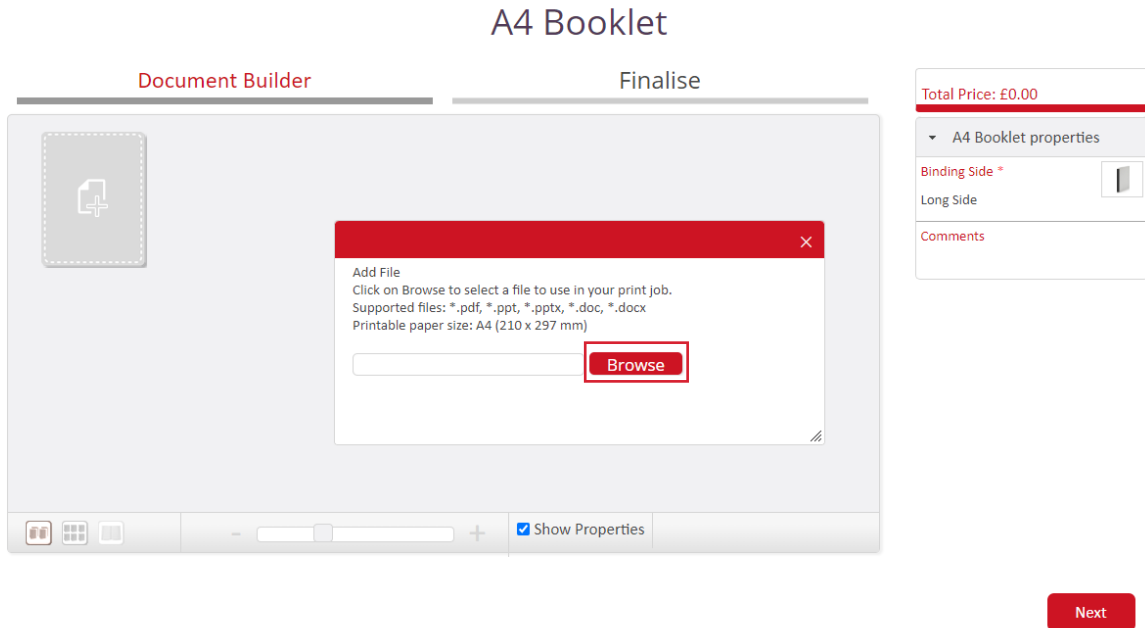 A4 Booklet
Document Builder
Finalise
Total Price: £0.00
A4 Booklet properties
Binding Side *
Long Side
Comments
Add File
Click on Browse to select a file to use in your print job.
Supported files: *.pdf, *.ppt, *.pptx, *.doc, *.docx
Printable paper size: A4 (210 x 297 mm)
Browse
Show Properties
Next